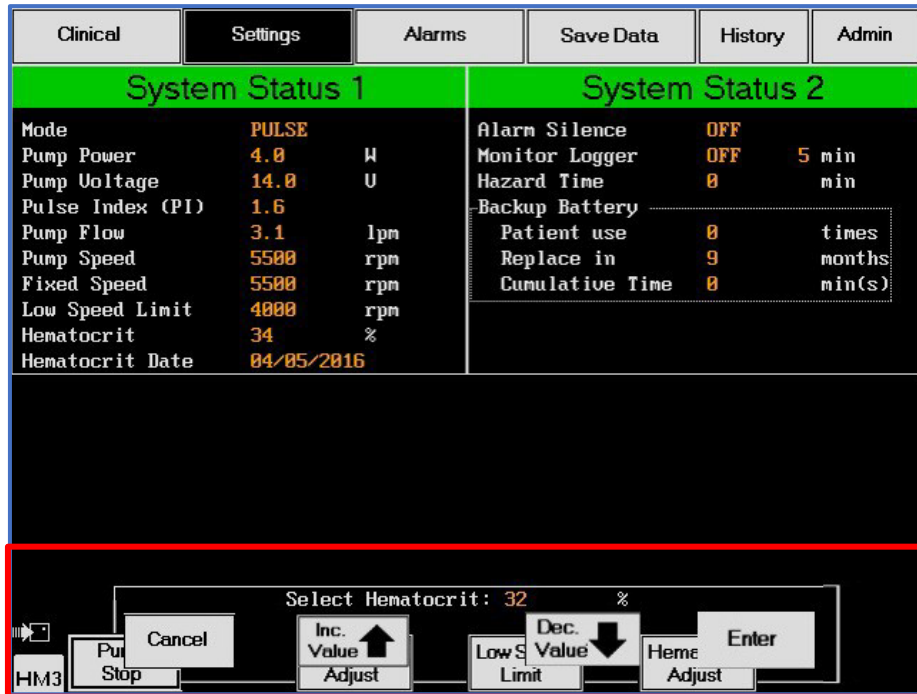 Clinical Settings Alarms Save Data History Admin
System Status 1
Mode PULSE
Pump Power 4.0 W
Pump Voltage 14.0 V
Pulse Index (PI) 1.6
Pump Flow 3.1 lpm
Pump Speed 5500 rpm
Fixed Speed 5500 rpm
Low Speed Limit 4000 rpm
Hematocrit 34 %
Hematocrit Date 04/05/2016
System Status 2
Alarm Silence OFF
Monitor Logger OFF 5 min
Hazard Time 0 min
Backup Battery
Patient use 0 times
Replace in 9 months
Cumulative Time 0 min(s)
Select Hematocrit: 32 %
Cancel
Inc.
Value
Dec.
Value
Enter
HM3
Stop
Adjust
Low S
Limit
Hema
Adjust